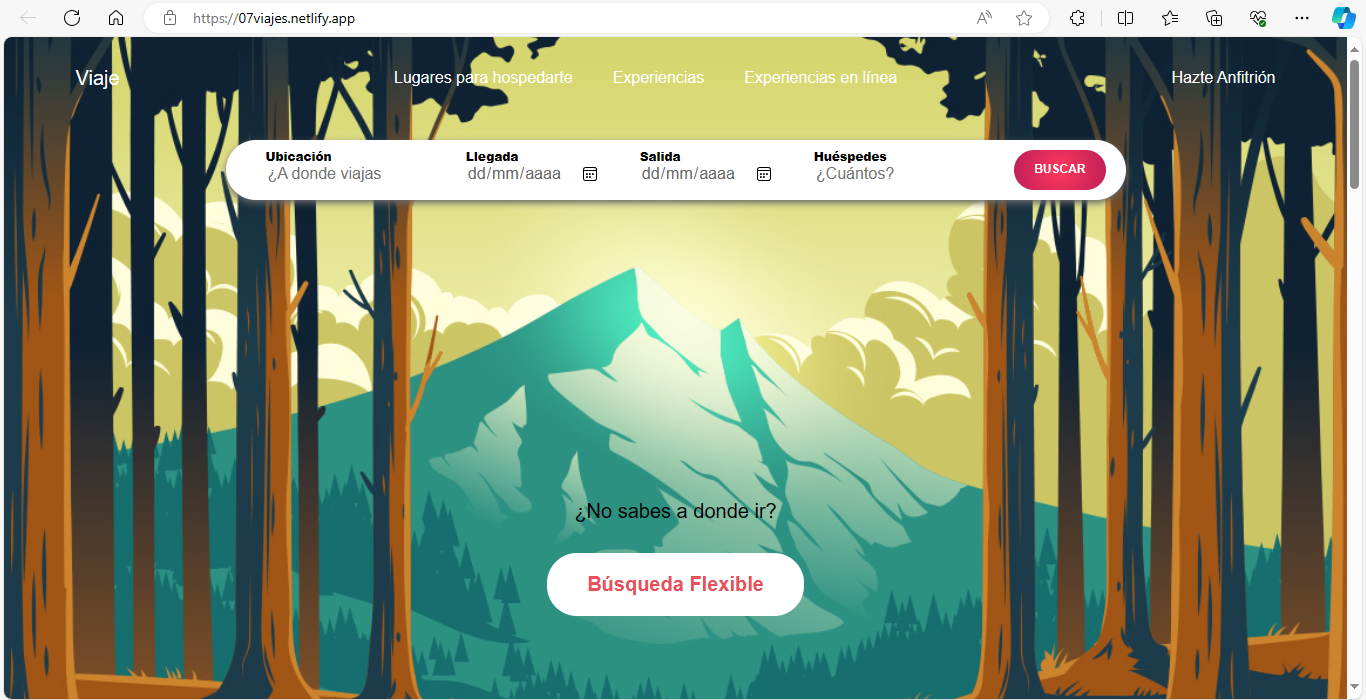 https://07viajes.netlify.app
Viaje
Lugares para hospedarte
Experiencias
Experiencias en línea
Hazte Anfitrión
Ubicación
¿A donde viajas
Llegada
dd/mm/aaaa
Salida
dd/mm/aaaa
Huéspedes
¿Cuántos?
BUSCAR
¿No sabes a donde ir?
Búsqueda Flexible